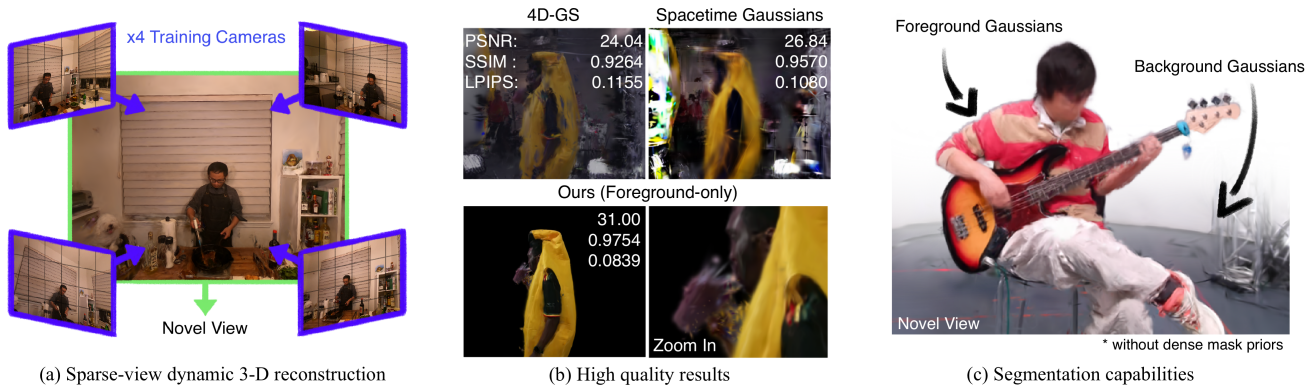 x4 Training Cameras
Novel View
(a) Sparse-view dynamic 3-D reconstruction
4D-GS
Spacetime Gaussians
PSNR: 24.04 26.84
SSIM : 0.9264 0.9570
LPIPS: 0.1155 0.1080
Ours (Foreground-only)
31.00
0.9754
0.0839
Zoom In
(b) High quality results
Foreground Gaussians
Background Gaussians
Novel View
* without dense mask priors
(c) Segmentation capabilities